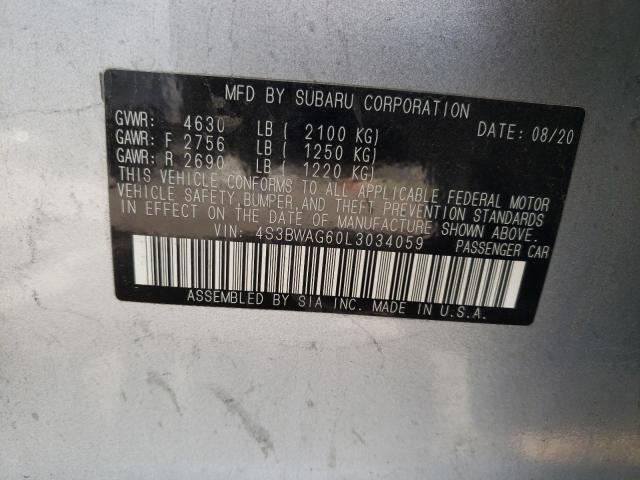 MFD BY SUBARU CORPORATION
GVWR: 4630 LB ( 2100 KG) DATE: 08/20
GAWR: F 2756 LB ( 1250 KG)
GAWR: R 2690 LB ( 1220 KG)
THIS VEHICLE CONFORMS TO ALL APPLICABLE FEDERAL MOTOR
VEHICLE SAFETY, BUMPER, AND THEFT PREVENTION STANDARDS
IN EFFECT ON THE DATE OF MANUFACTURE SHOWN ABOVE.
VIN: 4S3BWAG60L3034059 PASSENGER CAR
ASSEMBLED BY SIA INC. MADE IN U.S.A.